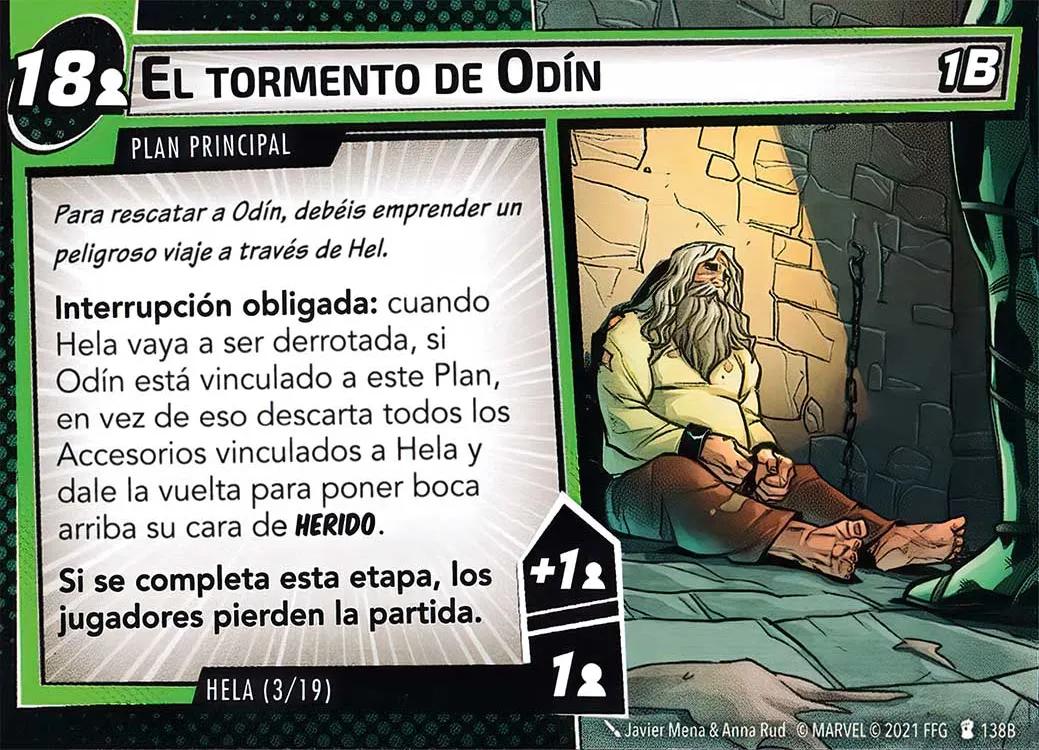 18
EL TORMENTO DE ODÍN
1B
PLAN PRINCIPAL
Para rescatar a Odín, debéis emprender un
peligroso viaje a través de Hel.
Interrupción obligada: cuando
Hela vaya a ser derrotada, si
Odín está vinculado a este Plan,
en vez de eso descarta todos los
Accesorios vinculados a Hela y
dale la vuelta para poner boca
arriba su cara de HERIDO.
Si se completa esta etapa, los
jugadores pierden la partida.
+1
1
HELA (3/19)
Javier Mena & Anna Rud © MARVEL © 2021 FFG 138B